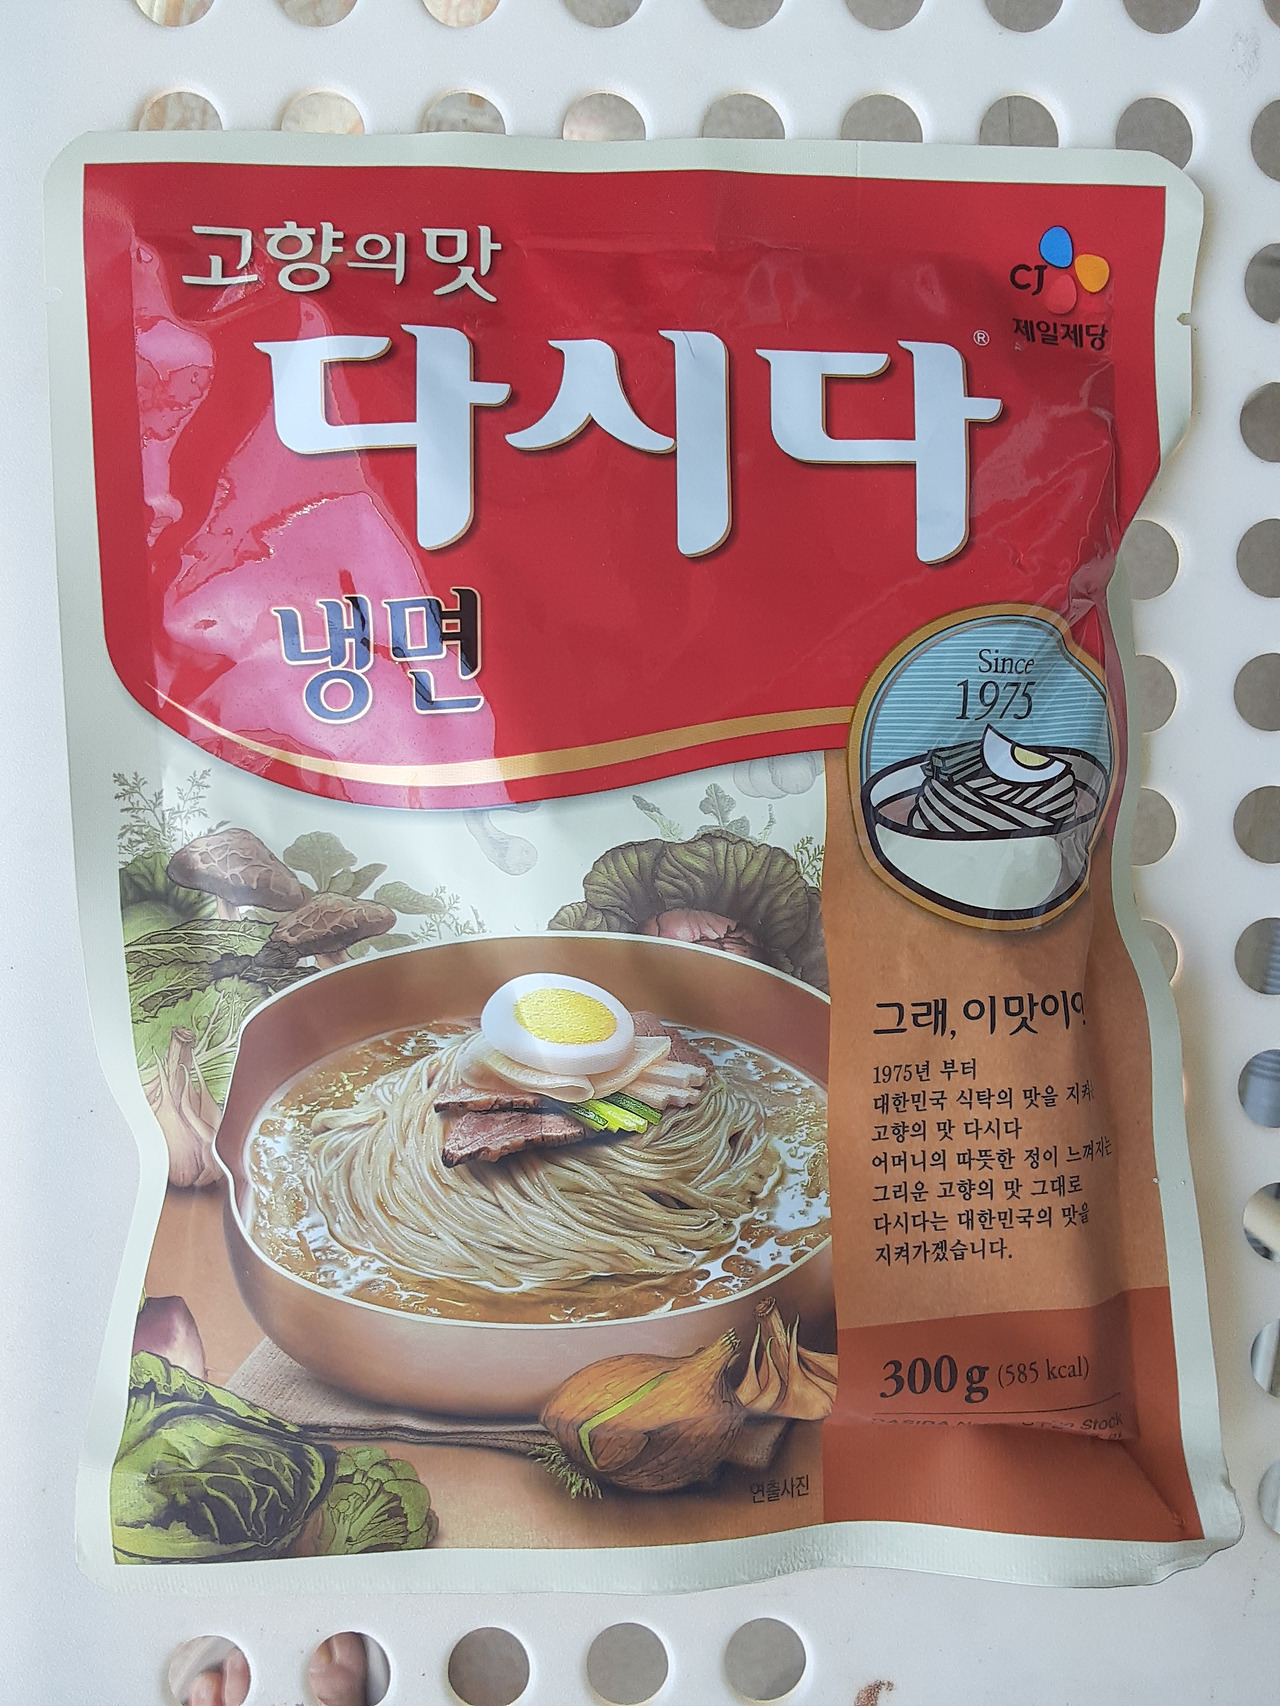 고향의 맛
CJ
제일제당
다시다®
냉면
Since
1975
그래, 이맛이야
1975년 부터
대한민국 식탁의 맛을 지켜
고향의 맛 다시다
어머니의 따뜻한 정이 느껴지는
그리운 고향의 맛 그대로
다시다는 대한민국의 맛을
지켜가겠습니다.
300g (585 kcal)
Stock
연출사진